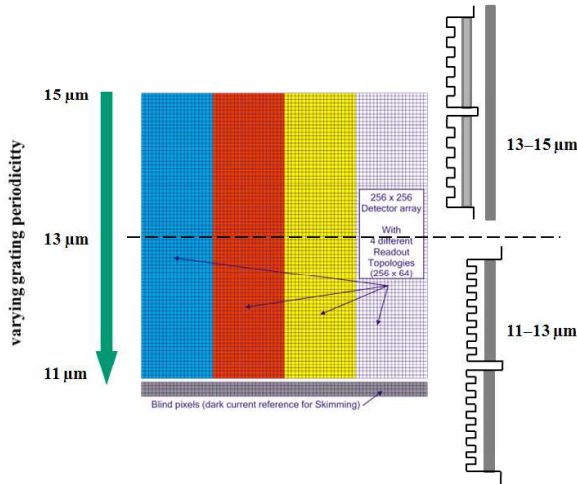 15 µm
13–15 µm
256 x 256
Detector array
With
13 µm
4 different
Readout
Topologies
(256 x 64)
varying grating periodicitty
11–13 µm
11 µm
Blind pixels (dark current reference for Skimming)